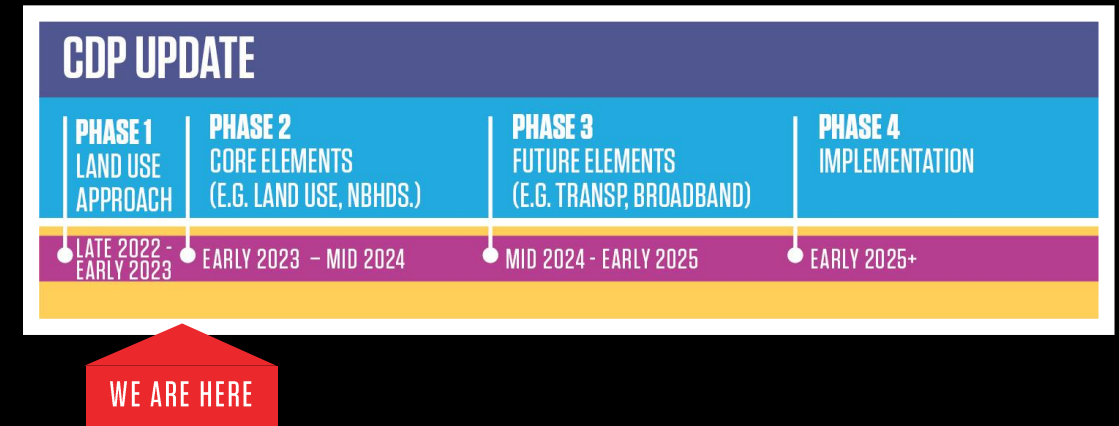 CDP UPDATE
PHASE 1
LAND USE
APPROACH
PHASE 2
CORE ELEMENTS
(E.G. LAND USE, NBHDS.)
PHASE 3
FUTURE ELEMENTS
(E.G. TRANSP, BROADBAND)
PHASE 4
IMPLEMENTATION
LATE 2022 -
EARLY 2023
EARLY 2023 – MID 2024
MID 2024 - EARLY 2025
EARLY 2025+
WE ARE HERE